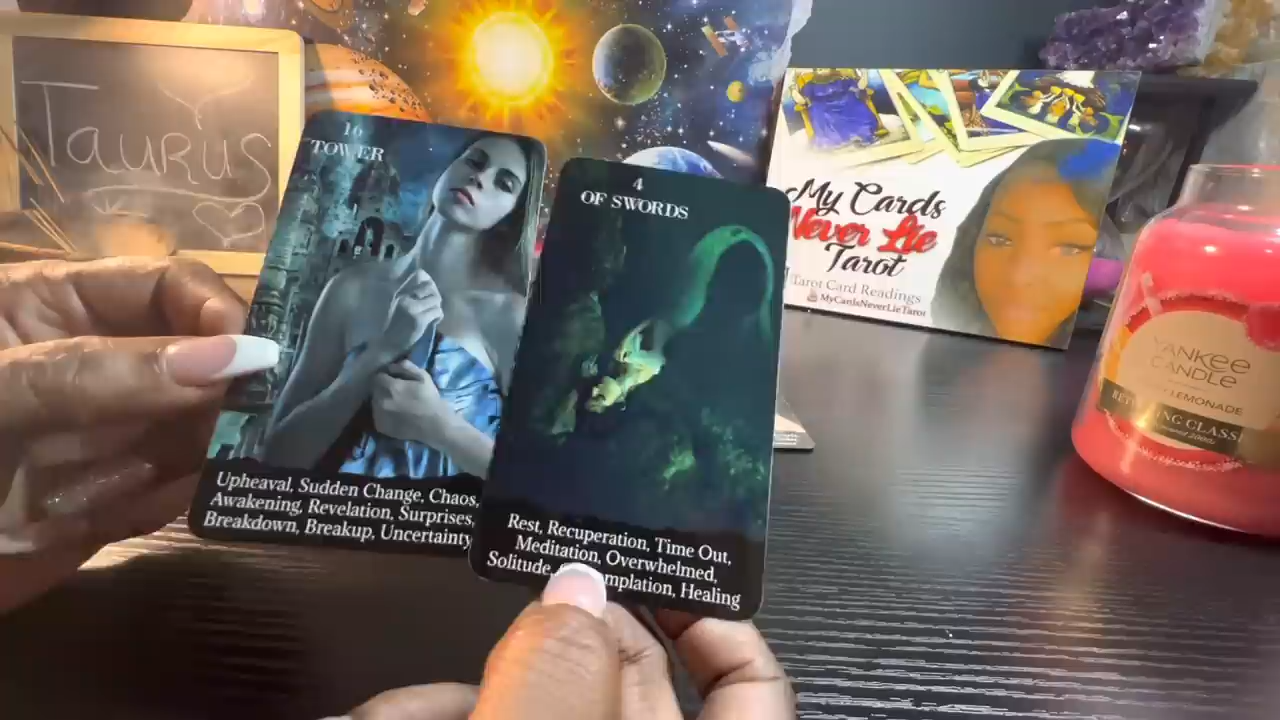 Taurus
16
TOWER
Upheaval, Sudden Change, Chaos,
Awakening, Revelation, Surprises,
Breakdown, Breakup, Uncertainty
4
OF SWORDS
Rest, Recuperation, Time Out,
Meditation, Overwhelmed,
Solitude, Healing
My Cards
Never Lie
Tarot
Tarot Card Readings
MyCardsNeverLieTarot
YANKEE
CANDLE
LEMONADE